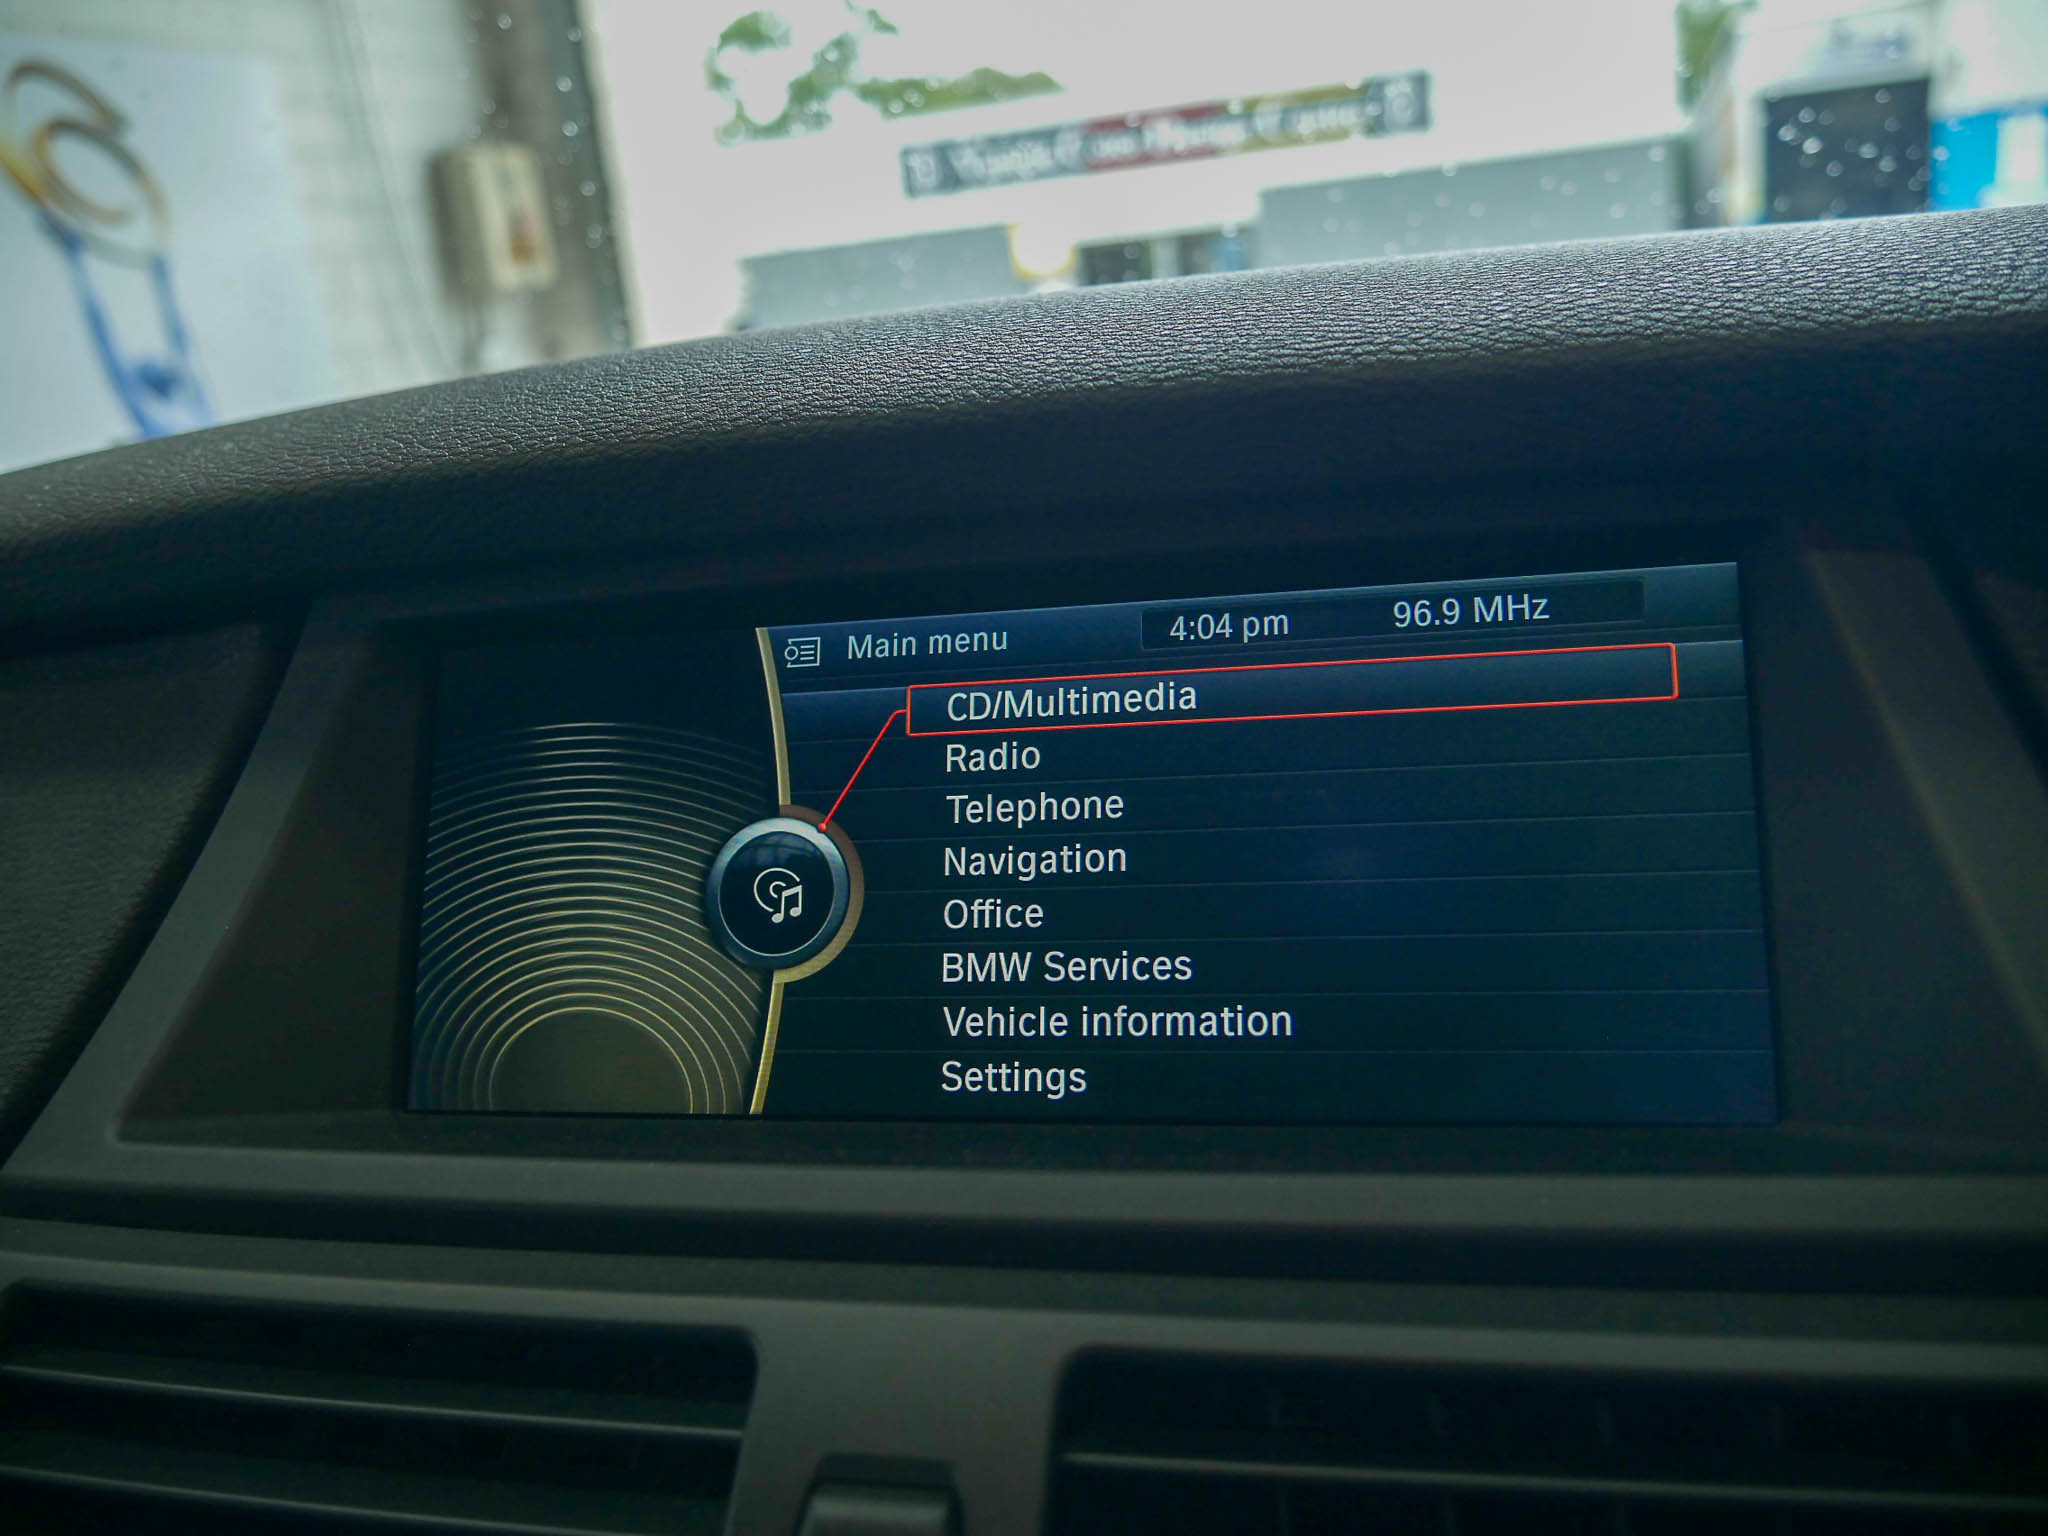 Main menu 4:04 pm 96.9 MHz
CD/Multimedia
Radio
Telephone
Navigation
Office
BMW Services
Vehicle information
Settings